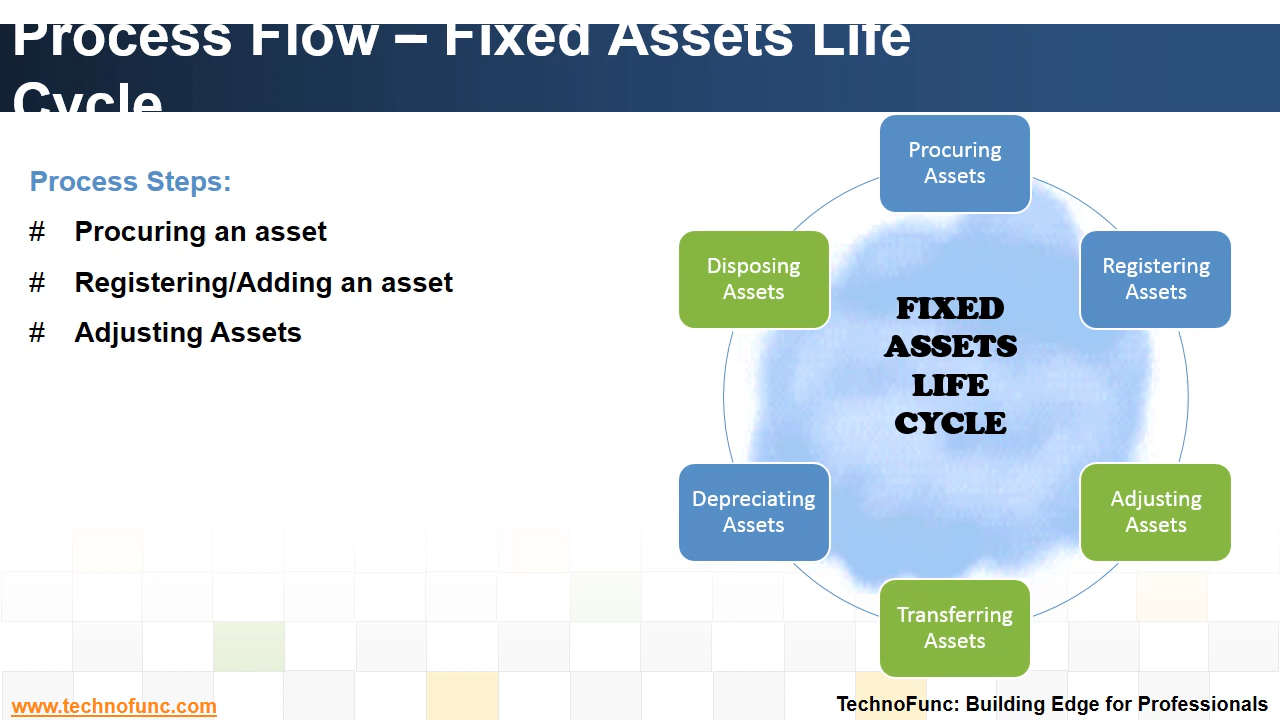 Process Flow – Fixed Assets Life
Cycle
Process Steps:
# Procuring an asset
# Registering/Adding an asset
# Adjusting Assets
Procuring
Assets
Disposing
Assets
Registering
Assets
FIXED
ASSETS
LIFE
CYCLE
Depreciating
Assets
Adjusting
Assets
Transferring
Assets
www.technofunc.com
TechnoFunc: Building Edge for Professionals